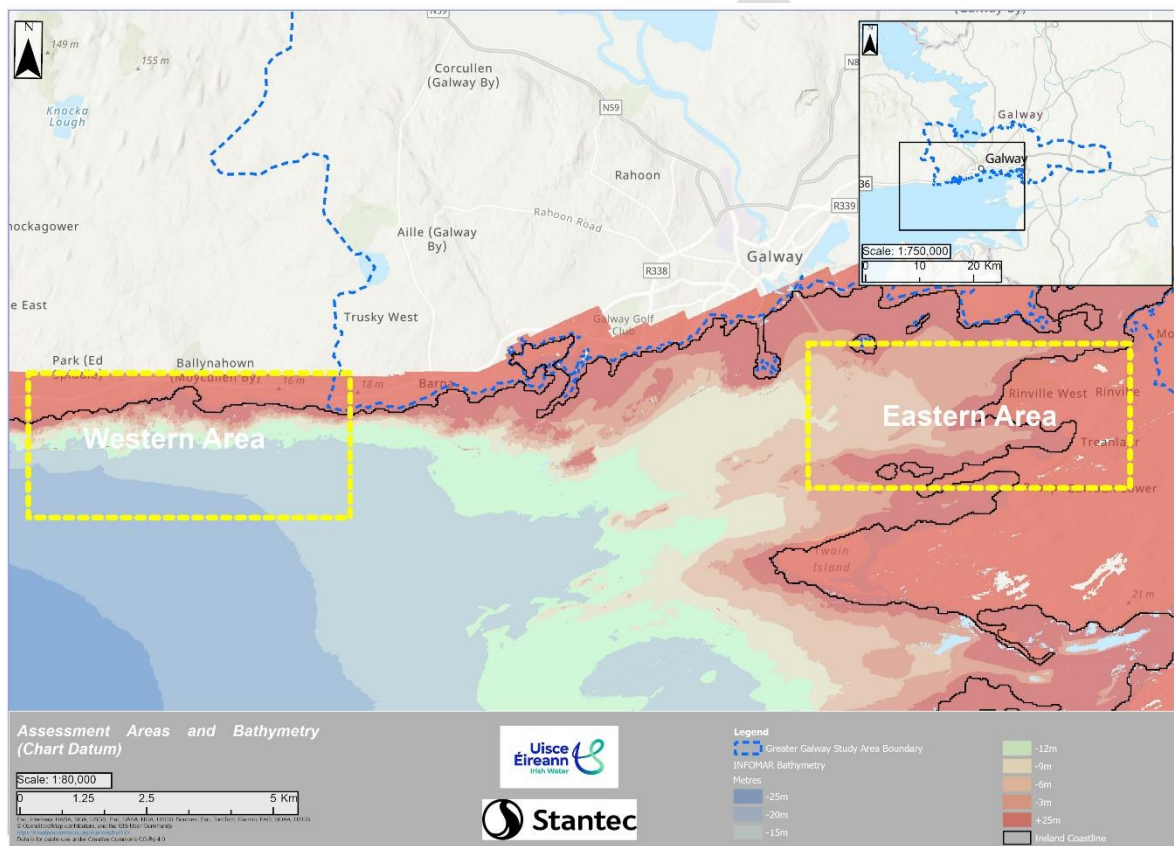 N
149 m
155 m
Knocka
Lough
Corcullen
(Galway By)
N59
N59
Rahoon
Rahoon Road
Aille (Galway
By)
R338
R339
Galway
Galway Golf
Club
Trusky West
e East
Park (Ed
Ballynahown
(Moycullen By)
16 m
18 m
Barna
Western Area
Eastern Area
Rinville West
Rinville
Island
21 m
Galway
Galway
36
Scale: 1:750,000
0 10 20 Km
Assessment Areas and Bathymetry
(Chart Datum)
Scale: 1:80,000
0 1.25 2.5 5 Km
Uisce
Éireann
Irish Water
Stantec
Legend
Greater Galway Study Area Boundary
INFOMAR Bathymetry
Metres
-25m
-20m
-15m
-12m
-9m
-6m
-3m
+25m
Ireland Coastline